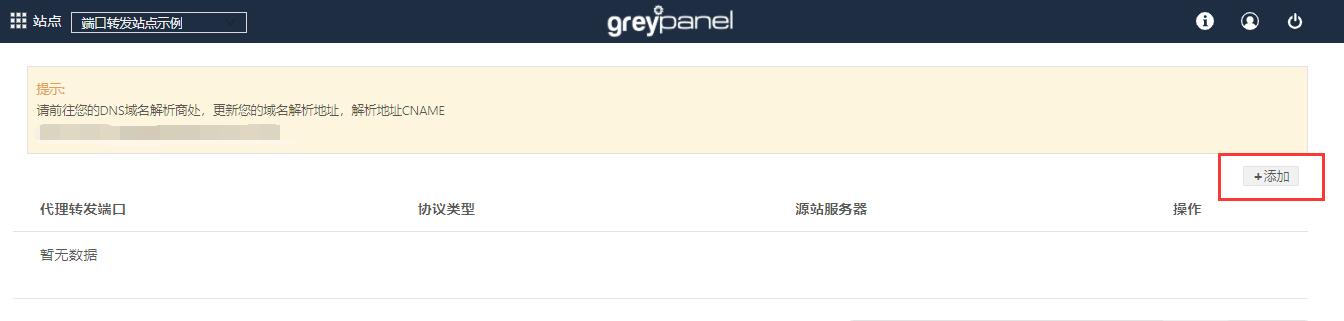 站点 端口转发站点示例 greypanel
提示:
请前往您的DNS域名解析商处，更新您的域名解析地址，解析地址CNAME
+添加
代理转发端口 协议类型 源站服务器 操作
暂无数据